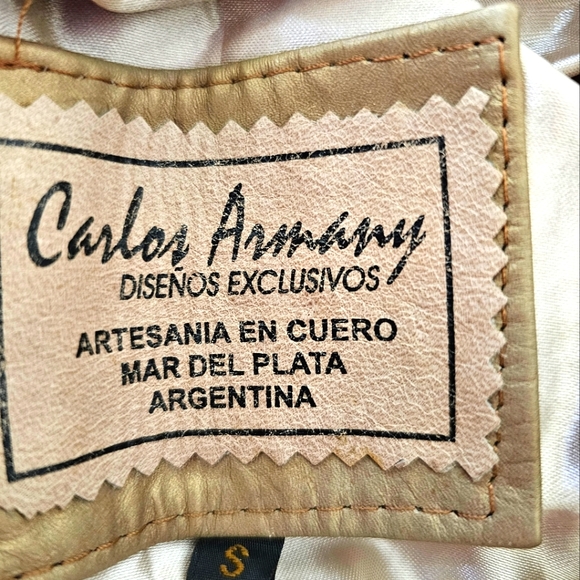 Carlos Armany
DISEÑOS EXCLUSIVOS
ARTESANIA EN CUERO
MAR DEL PLATA
ARGENTINA
S